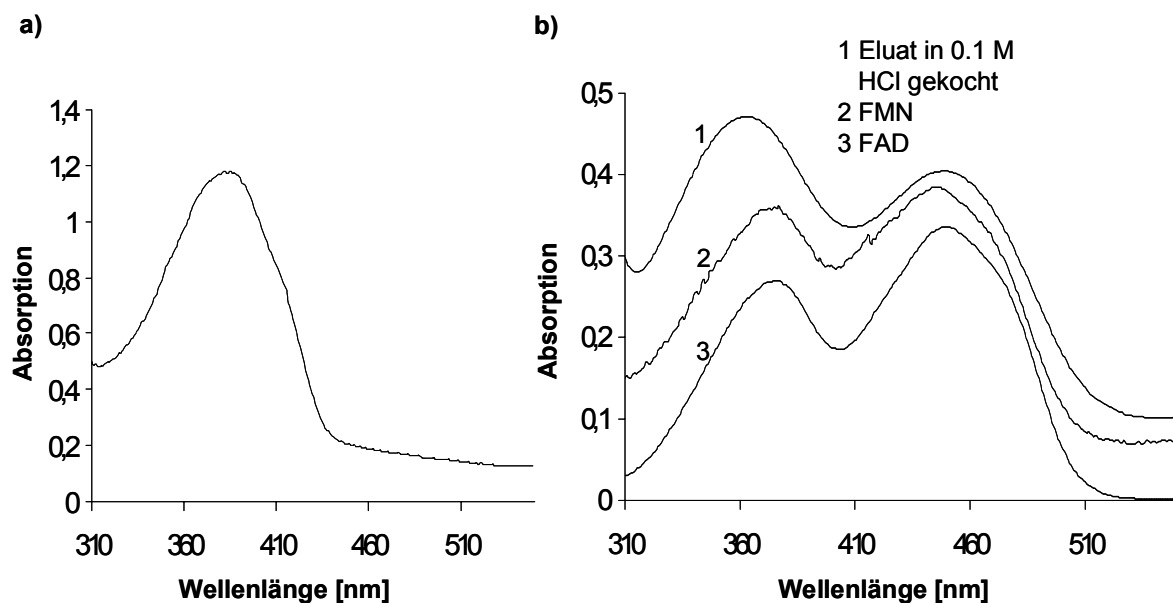 a)
1,4
1,2
1
0,8
0,6
0,4
0,2
0
310 360 410 460 510
Absorption
Wellenlänge [nm]
b)
1 Eluat in 0.1 M
HCl gekocht
2 FMN
3 FAD
0,5
0,4
0,3
0,2
0,1
0
1
2
3
310 360 410 460 510
Absorption
Wellenlänge [nm]